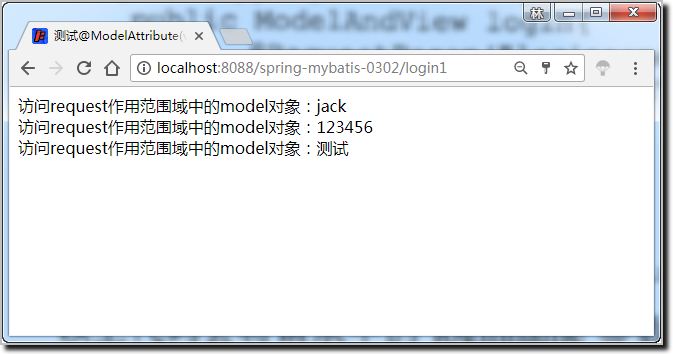 public ModelAndView login(
林
测试@ModelAttribute(v
localhost:8088/spring-mybatis-0302/login1
访问request作用范围域中的model对象：jack
访问request作用范围域中的model对象：123456
访问request作用范围域中的model对象：测试